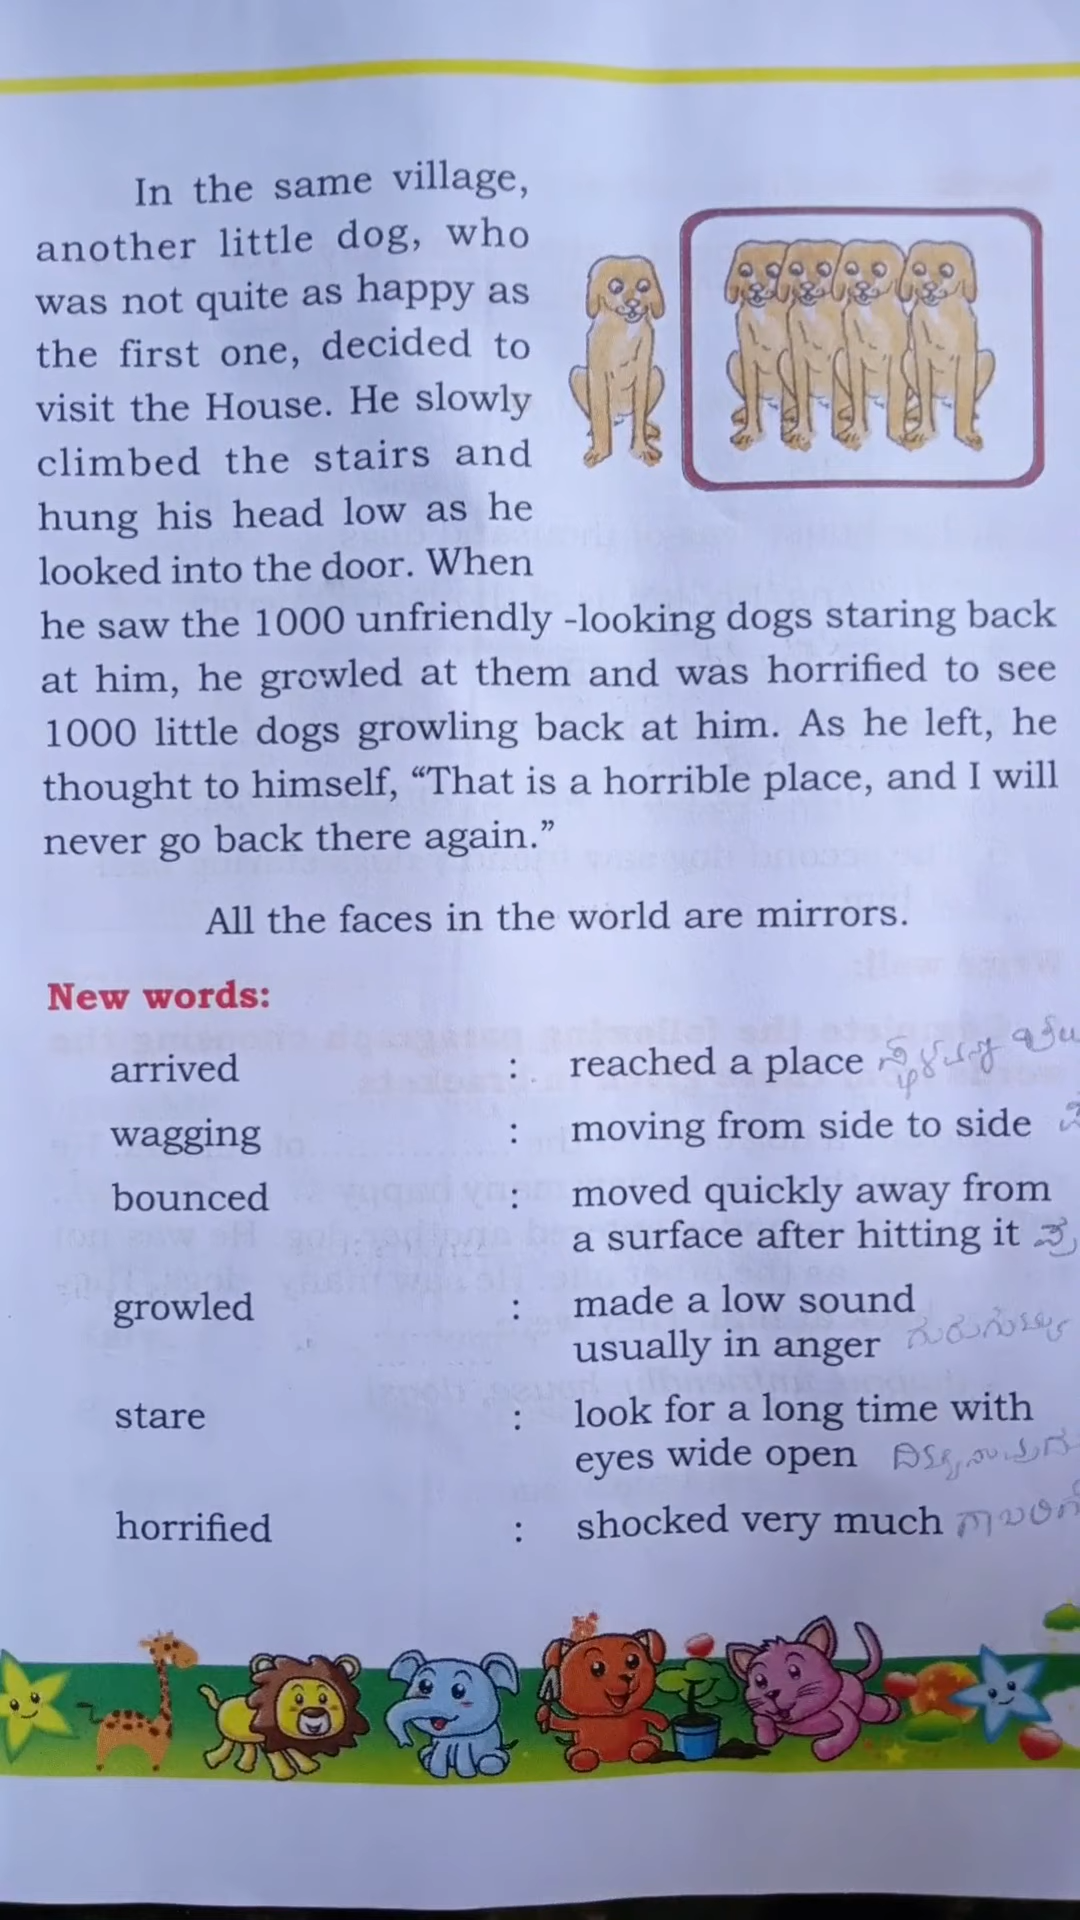 In the same village,
another little dog, who
was not quite as happy as
the first one, decided to
visit the House. He slowly
climbed the stairs and
hung his head low as he
looked into the door. When
he saw the 1000 unfriendly -looking dogs staring back
at him, he growled at them and was horrified to see
1000 little dogs growling back at him. As he left, he
thought to himself, “That is a horrible place, and I will
never go back there again.”
All the faces in the world are mirrors.
New words:
arrived : reached a place
wagging : moving from side to side
bounced : moved quickly away from
a surface after hitting it
growled : made a low sound
usually in anger
stare : look for a long time with
eyes wide open
horrified : shocked very much